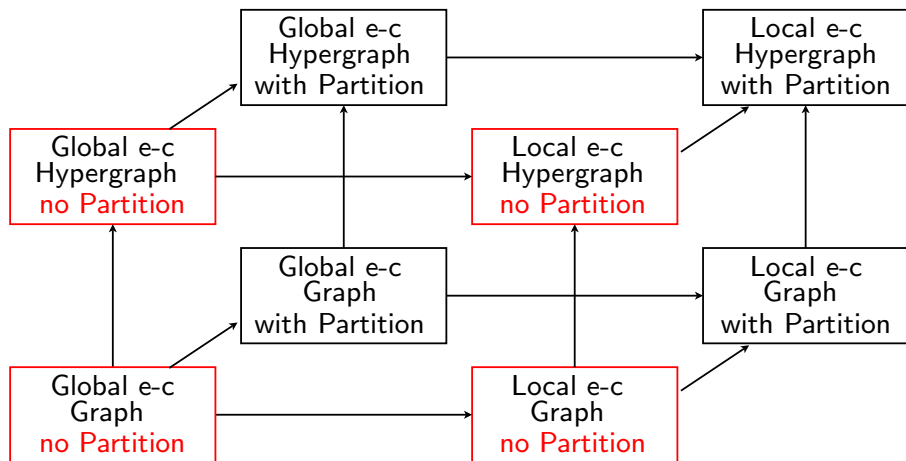 Global e-c
Hypergraph
with Partition
Local e-c
Hypergraph
with Partition
Global e-c
Hypergraph
no Partition
Local e-c
Hypergraph
no Partition
Global e-c
Graph
with Partition
Local e-c
Graph
with Partition
Global e-c
Graph
no Partition
Local e-c
Graph
no Partition